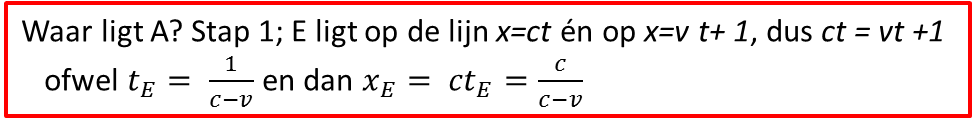 Waar ligt A? Stap 1; E ligt op de lijn x=ct én op x=v t+ 1, dus ct = vt +1
ofwel t_E = 1/(c−v) en dan x_E = ct_E = c/(c−v)